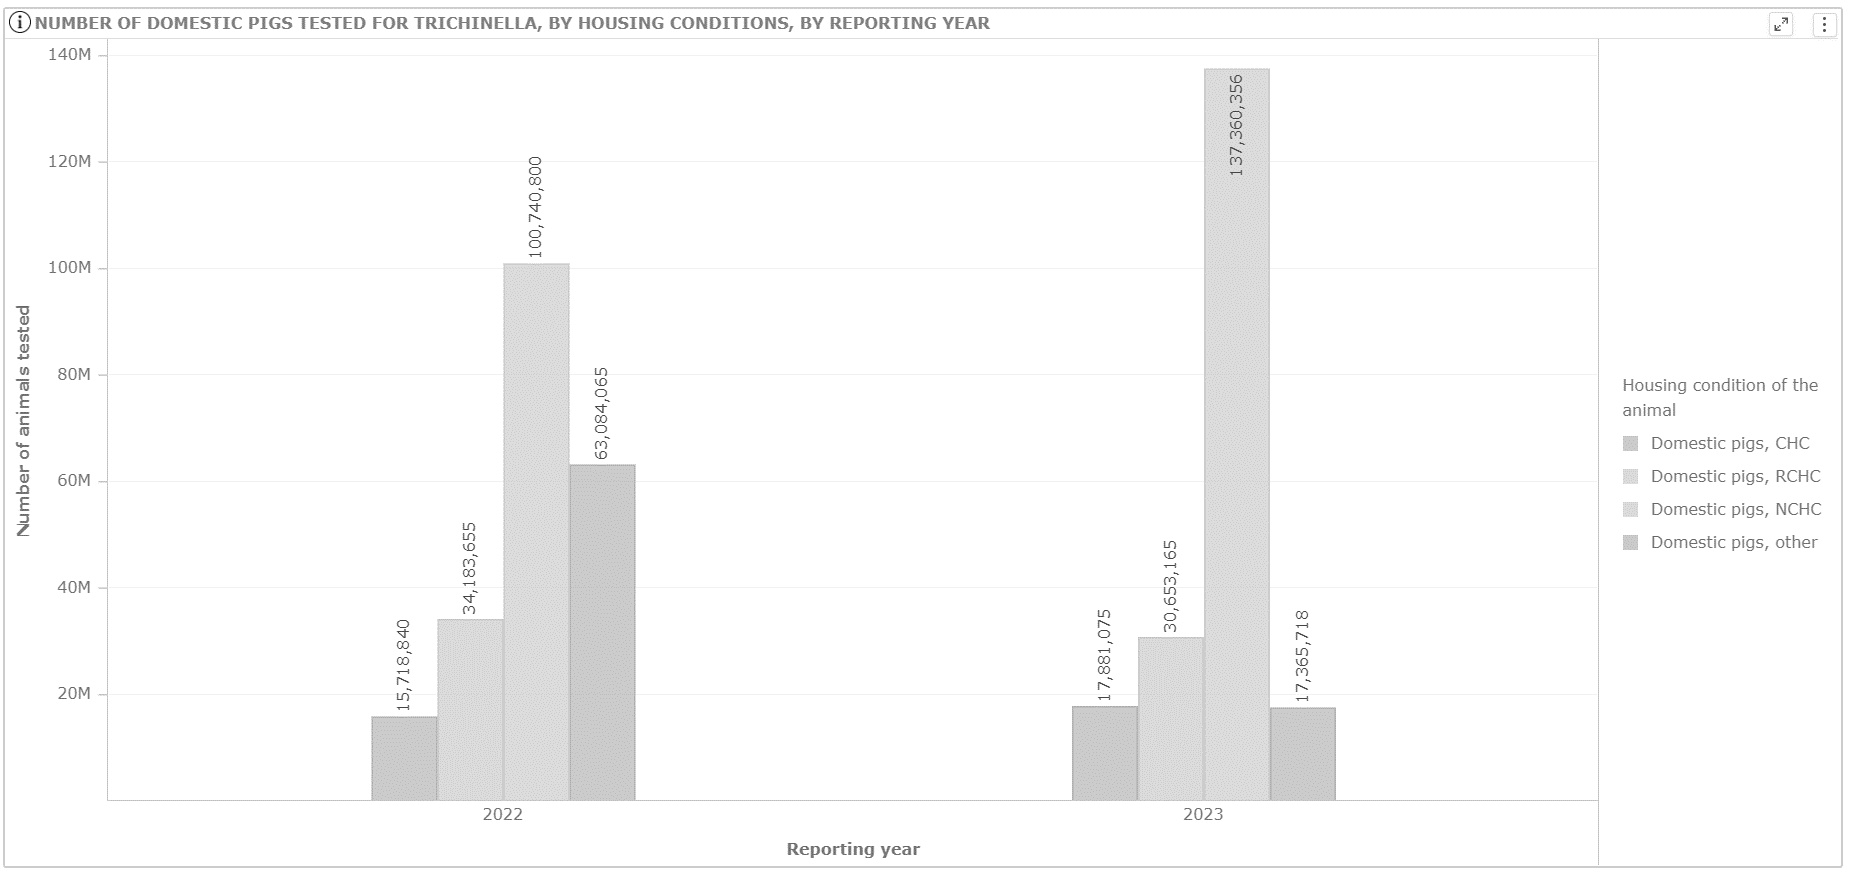 NUMBER OF DOMESTIC PIGS TESTED FOR TRICHINELLA, BY HOUSING CONDITIONS, BY REPORTING YEAR
Number of animals tested
140M
120M
100M
80M
60M
40M
20M
15,718,840
34,183,655
100,740,800
63,084,065
17,881,075
30,653,165
137,360,356
17,365,718
2022
2023
Reporting year
Housing condition of the
animal
Domestic pigs, CHC
Domestic pigs, RCHC
Domestic pigs, NCHC
Domestic pigs, other